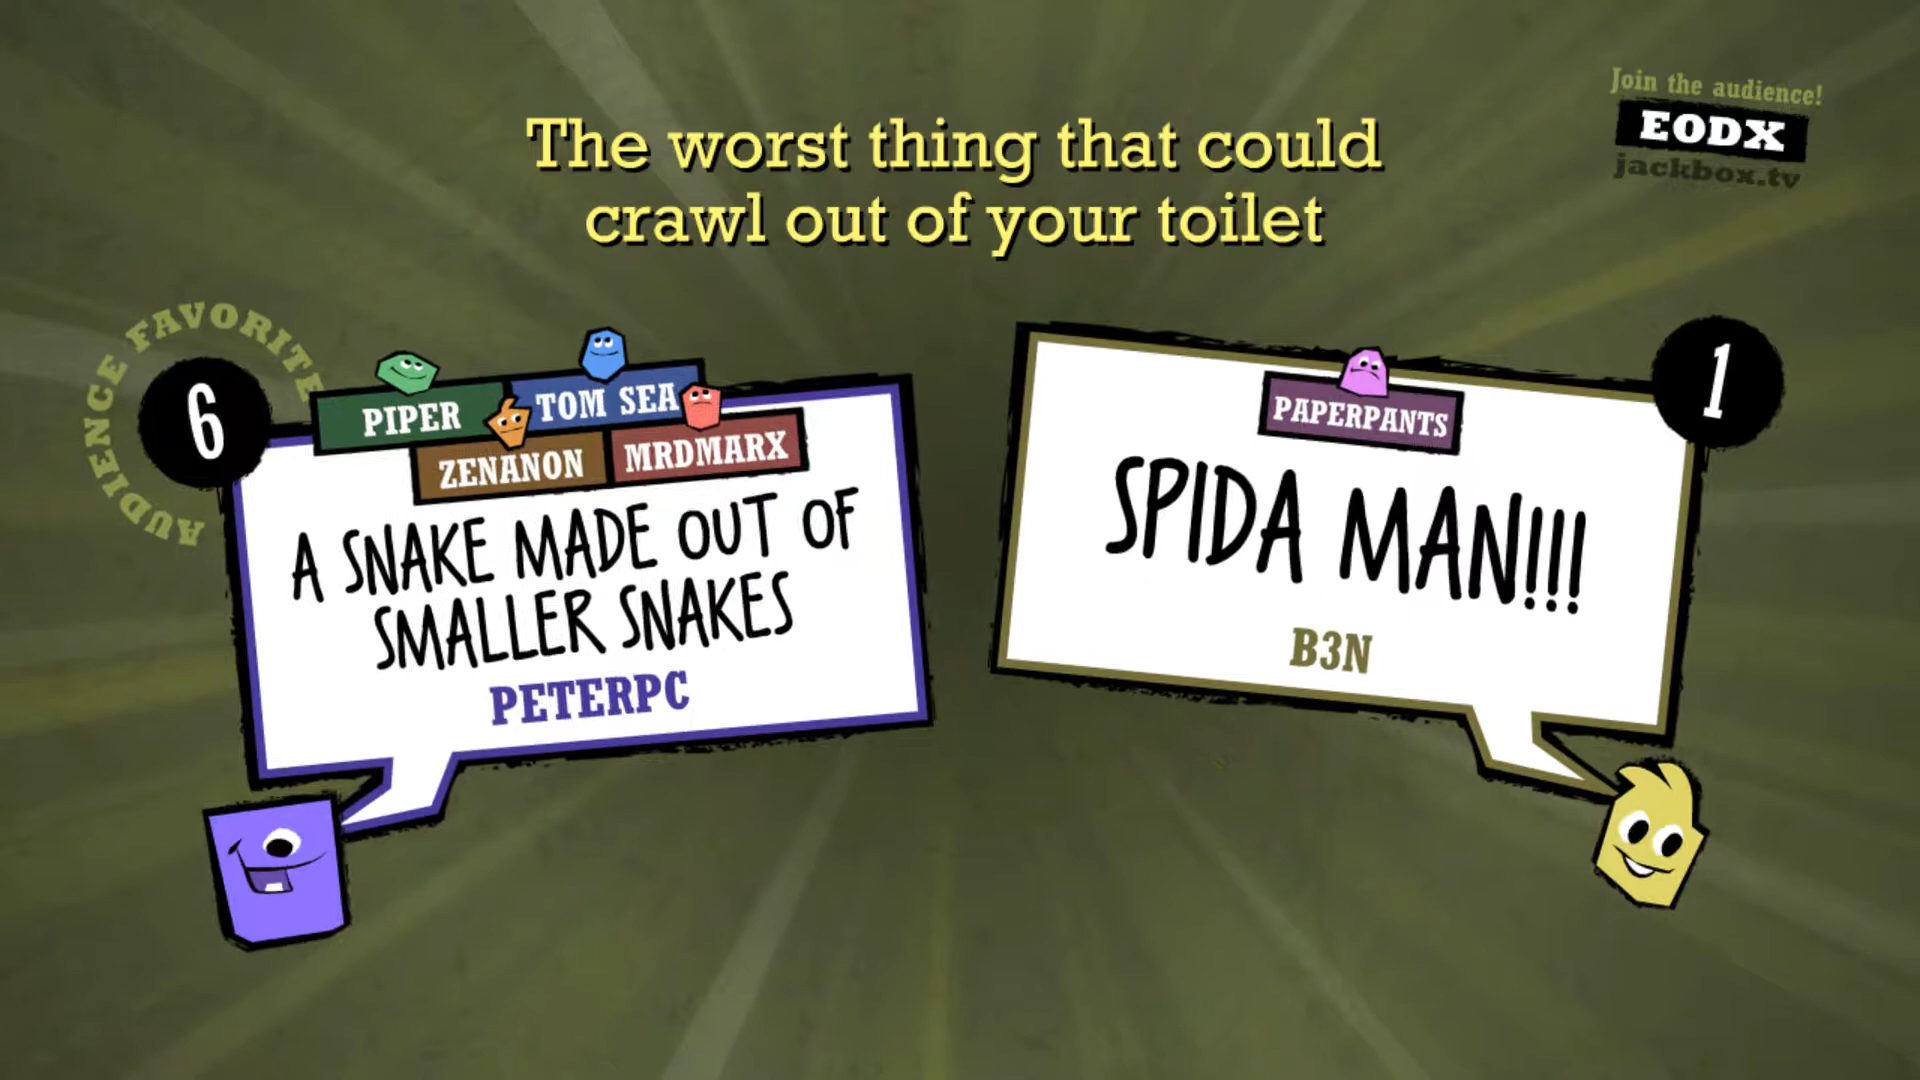 Join the audience!
EODX
jackbox.tv
The worst thing that could
crawl out of your toilet
AUDIENCE FAVORITE
6
PIPER
TOM SEA
ZENANON
MRDMARX
A SNAKE MADE OUT OF
SMALLER SNAKES
PETERPC
1
PAPERPANTS
SPIDA MAN!!!
B3N